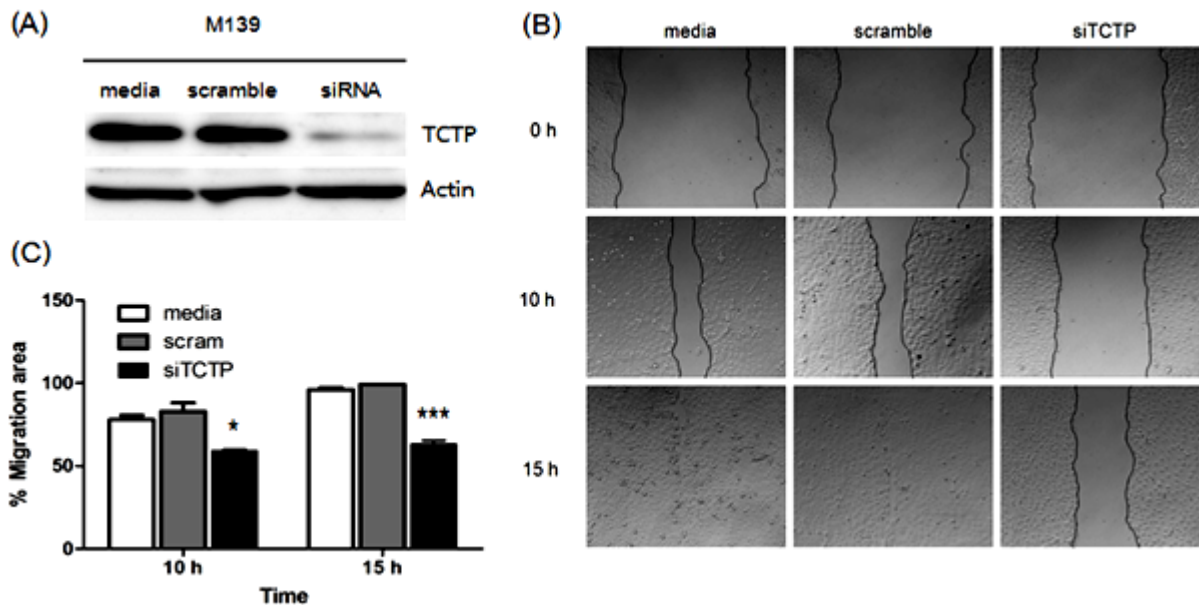 (A)
M139
media scramble siRNA
TCTP
Actin
(B)
media scramble siTCTP
0 h
10 h
15 h
(C)
% Migration area
150
100
50
0
media
scram
siTCTP
*
***
10 h 15 h
Time